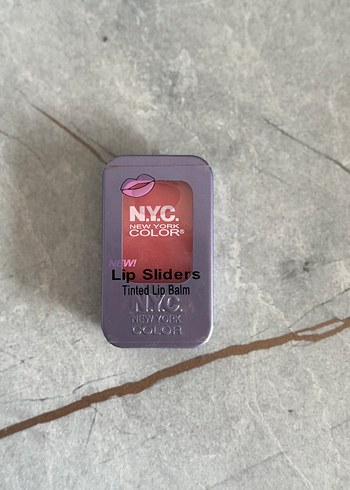 N.Y.C.
NEW YORK
COLOR®
NEW!
Lip Sliders
Tinted Lip Balm
N.Y.C.
NEW YORK
COLOR